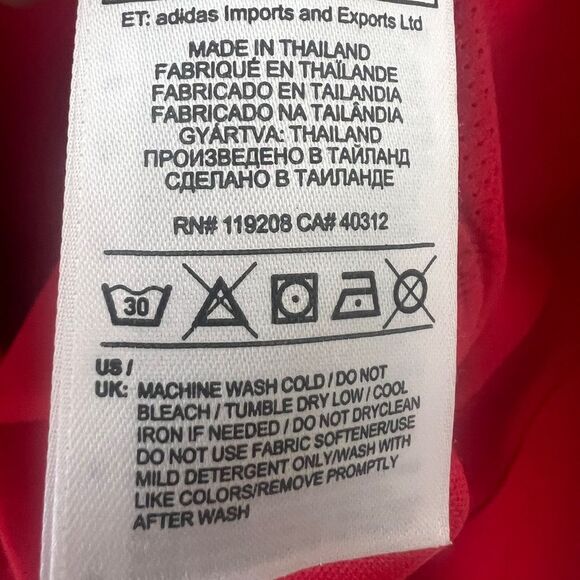 ET: adidas Imports and Exports Ltd
MADE IN THAILAND
FABRIQUÉ EN THAÏLANDE
FABRICADO EN TAILANDIA
FABRICADO NA TAILÂNDIA
GYÁRTVA: THAILAND
ПРОИЗВЕДЕНО В ТАЙЛАНД
СДЕЛАНО В ТАИЛАНДЕ
RN# 119208 CA# 40312
30
US /
UK: MACHINE WASH COLD / DO NOT
BLEACH / TUMBLE DRY LOW / COOL
IRON IF NEEDED / DO NOT DRYCLEAN
DO NOT USE FABRIC SOFTENER/USE
MILD DETERGENT ONLY/WASH WITH
LIKE COLORS/REMOVE PROMPTLY
AFTER WASH